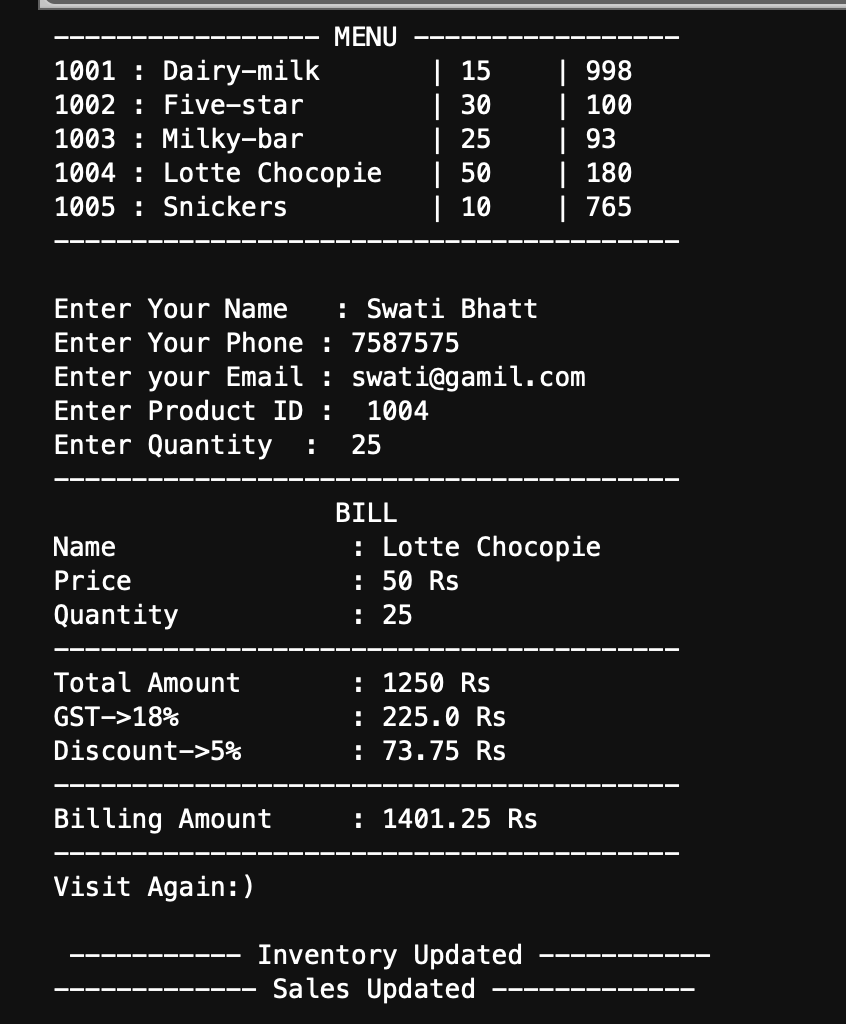 ----------------- MENU -----------------
1001 : Dairy-milk       | 15    | 998
1002 : Five-star        | 30    | 100
1003 : Milky-bar        | 25    | 93
1004 : Lotte Chocopie   | 50    | 180
1005 : Snickers         | 10    | 765
----------------------------------------
Enter Your Name   : Swati Bhatt
Enter Your Phone : 7587575
Enter your Email : swati@gamil.com
Enter Product ID :  1004
Enter Quantity  :  25
----------------------------------------
                  BILL
Name               : Lotte Chocopie
Price              : 50 Rs
Quantity           : 25
----------------------------------------
Total Amount       : 1250 Rs
GST->18%           : 225.0 Rs
Discount->5%       : 73.75 Rs
----------------------------------------
Billing Amount     : 1401.25 Rs
----------------------------------------
Visit Again:)
 ----------- Inventory Updated -----------
------------- Sales Updated -------------